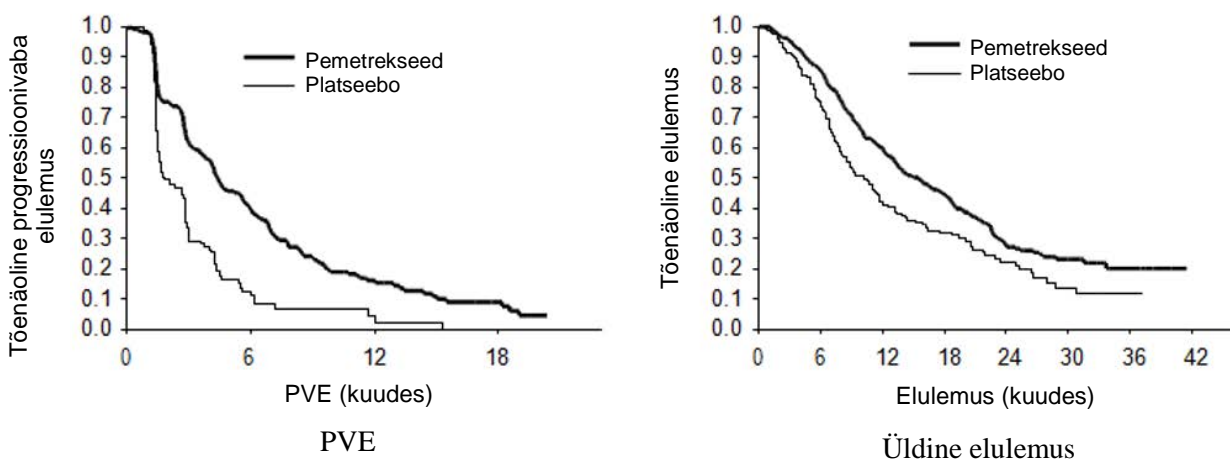 Tõenäoline progressioonivaba
elulemus
1.0
0.9
0.8
0.7
0.6
0.5
0.4
0.3
0.2
0.1
0.0
Pemetrekseed
Platseebo
0 6 12 18
PVE (kuudes)
PVE
Tõenäoline elulemus
1.0
0.9
0.8
0.7
0.6
0.5
0.4
0.3
0.2
0.1
0.0
Pemetrekseed
Platseebo
0 6 12 18 24 30 36 42
Elulemus (kuudes)
Üldine elulemus